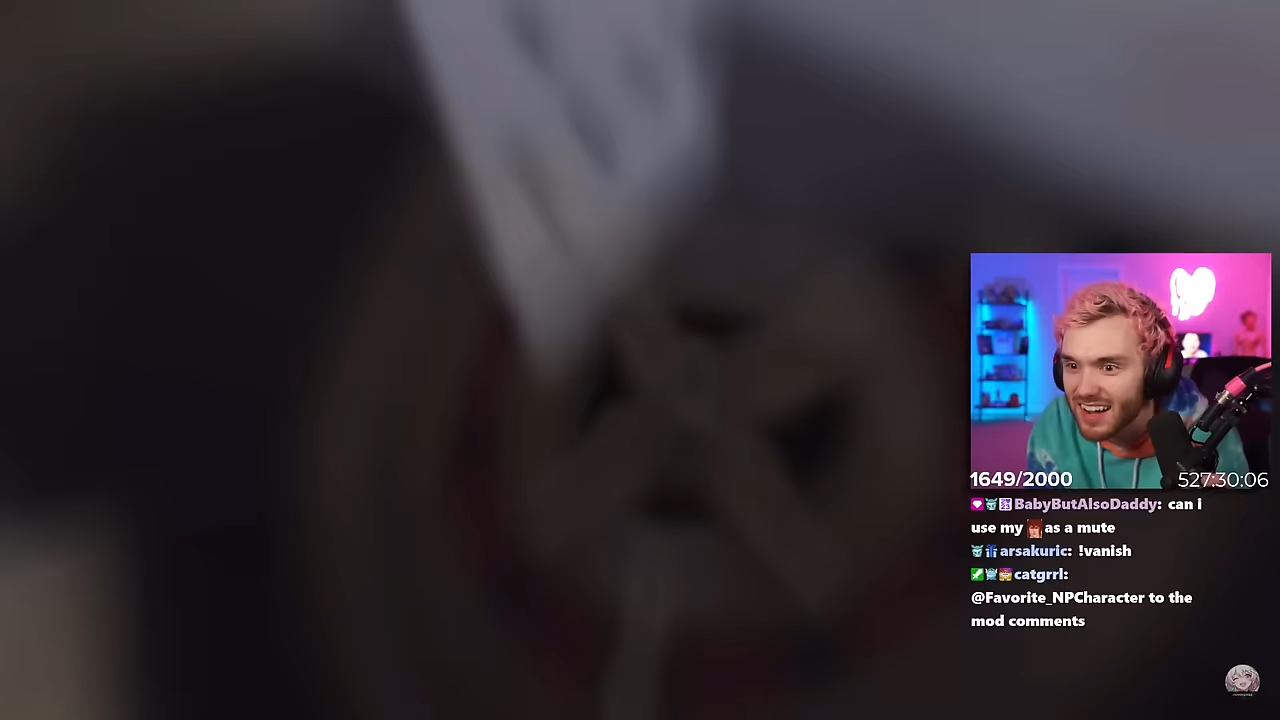 1649/2000 527:30:06
BabyButAlsoDaddy: can i
use my as a mute
arsakuric: !vanish
catgrrl:
@Favorite_NPCharacter to the
mod comments